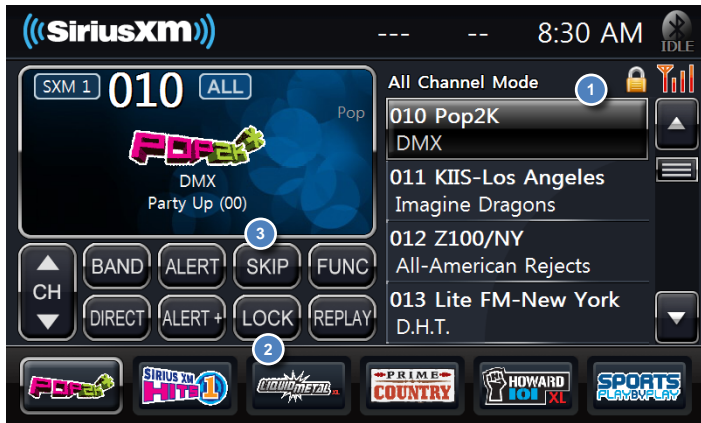 ((SiriusXM))
--- -- 8:30 AM
IDLE
SXM 1 010 ALL
Pop
POP2K
DMX
Party Up (00)
All Channel Mode
1
010 Pop2K
DMX
011 KIIS-Los Angeles
Imagine Dragons
012 Z100/NY
All-American Rejects
013 Lite FM-New York
D.H.T.
3
CH
BAND ALERT SKIP FUNC
DIRECT ALERT + LOCK REPLAY
2
POP2K
SIRIUS XM
HITS 1
LIQUID METAL XL
PRIME
COUNTRY
HOWARD
101 XL
SPORTS
PLAY BY PLAY